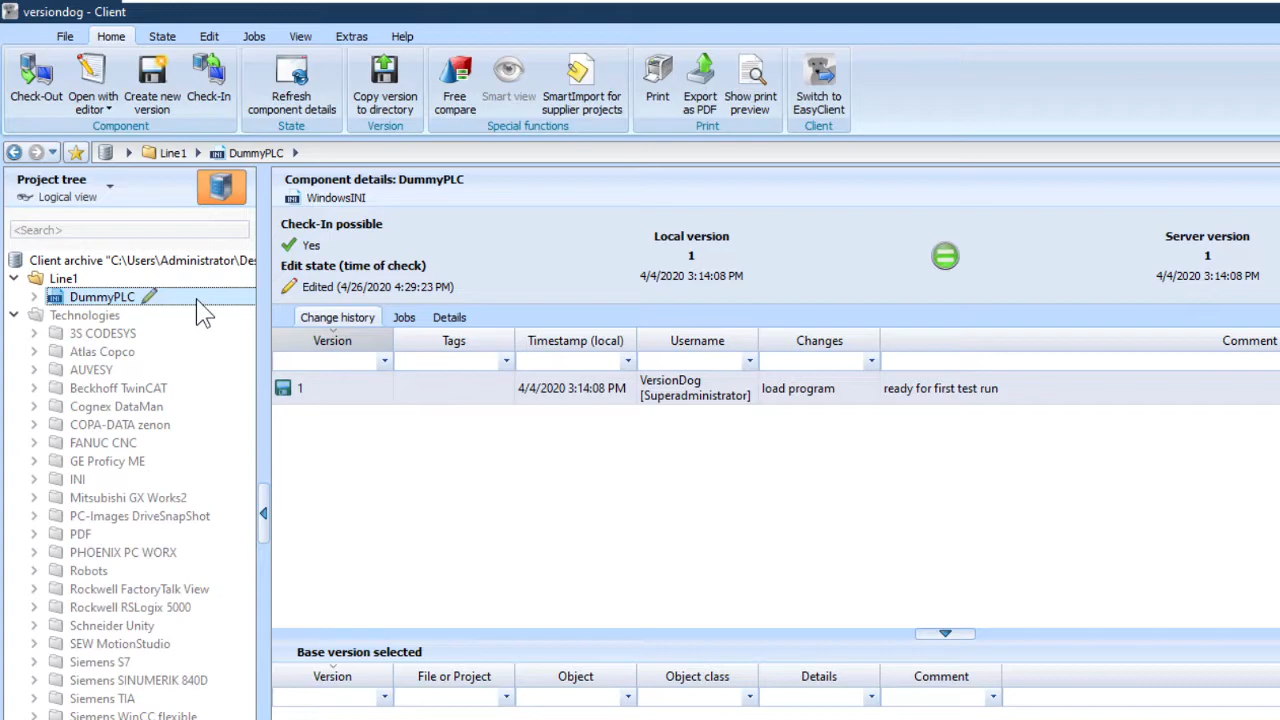 versiondog - Client
File Home State Edit Jobs View Extras Help
Check-Out Open with editor Create new version Check-In
Component
Refresh component details
State
Copy version to directory
Version
Free compare Smart view SmartImport for supplier projects
Special functions
Print Export as PDF Show print preview
Print
Switch to EasyClient
Client
Line1 DummyPLC
Project tree
Logical view
<Search>
Client archive "C:\Users\Administrator\Des
Line1
DummyPLC
Technologies
3S CODESYS
Atlas Copco
AUVESY
Beckhoff TwinCAT
Cognex DataMan
COPA-DATA zenon
FANUC CNC
GE Proficy ME
INI
Mitsubishi GX Works2
PC-Images DriveSnapShot
PDF
PHOENIX PC WORX
Robots
Rockwell FactoryTalk View
Rockwell RSLogix 5000
Schneider Unity
SEW MotionStudio
Siemens S7
Siemens SINUMERIK 840D
Siemens TIA
Siemens WinCC flexible
Component details: DummyPLC
INI WindowsINI
Check-In possible
Yes
Edit state (time of check)
Edited (4/26/2020 4:29:23 PM)
Local version
1
4/4/2020 3:14:08 PM
Server version
1
4/4/2020 3:14:08 PM
Change history Jobs Details
Version Tags Timestamp (local) Username Changes Comment
1 4/4/2020 3:14:08 PM VersionDog [Superadministrator] load program ready for first test run
Base version selected
Version File or Project Object Object class Details Comment